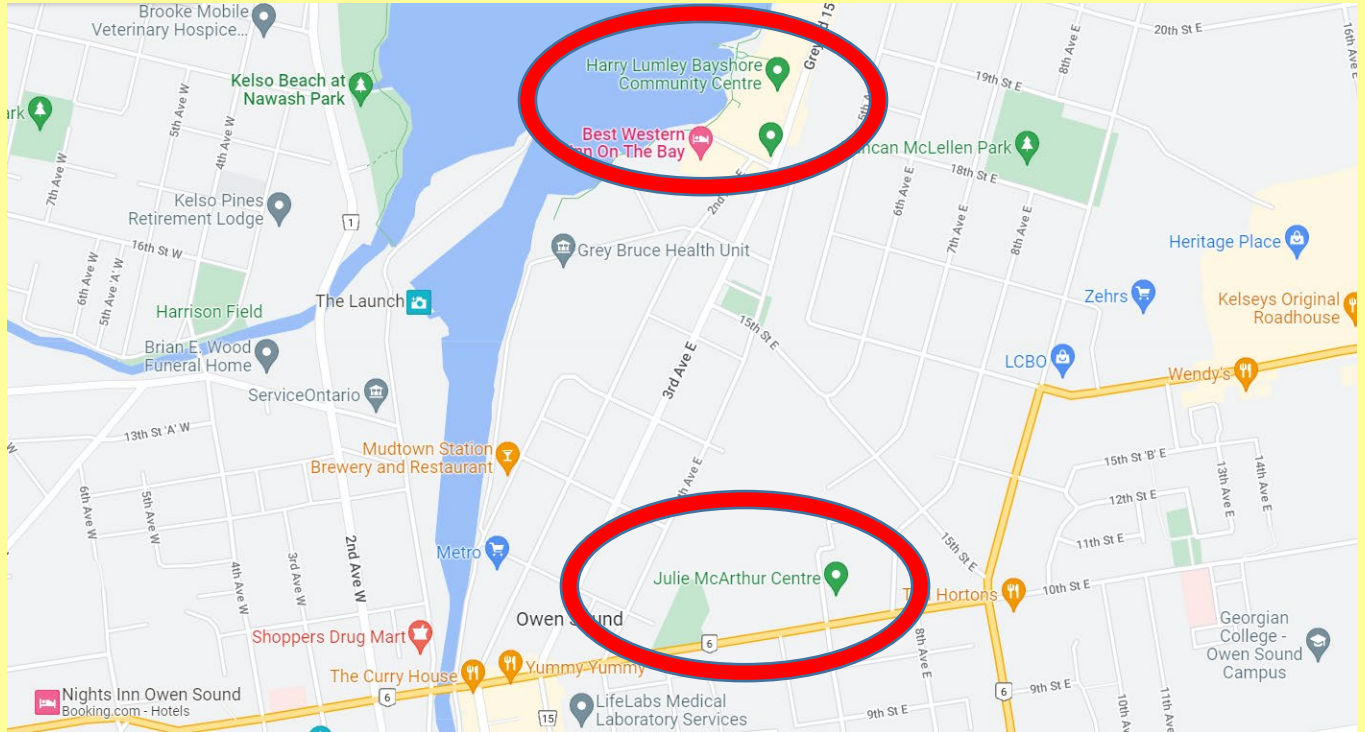 Brooke Mobile
Veterinary Hospice...
Kelso Beach at
Nawash Park
5th Ave W
4th Ave W
7th Ave W
Kelso Pines
Retirement Lodge
1
16th St W
6th Ave W
5th Ave 'A' W
Harrison Field
The Launch
Brian E. Wood
Funeral Home
ServiceOntario
13th St 'A' W
Mudtown Station
Brewery and Restaurant
6th Ave W
5th Ave W
4th Ave W
3rd Ave W
2nd Ave W
Metro
Shoppers Drug Mart
The Curry House
Yummy Yummy
Nights Inn Owen Sound
Booking.com - Hotels
6
15
LifeLabs Medical
Laboratory Services
Owen Sound
Harry Lumley Bayshore
Community Centre
Best Western
Inn On The Bay
Grey Bruce Health Unit
15th St E
3rd Ave E
Julie McArthur Centre
6
20th St E
8th Ave E
16th Ave E
19th St E
McLellen Park
18th St E
6th Ave E
7th Ave E
8th Ave E
Heritage Place
Zehrs
Kelseys Original
Roadhouse
LCBO
Wendy's
15th St 'B' E
13th Ave E
14th Ave E
12th St E
11th St E
15th St E
Hortons
10th St E
Georgian
College -
Owen Sound
Campus
8th Ave E
9th St E
6
9th St E
10th A
11th A